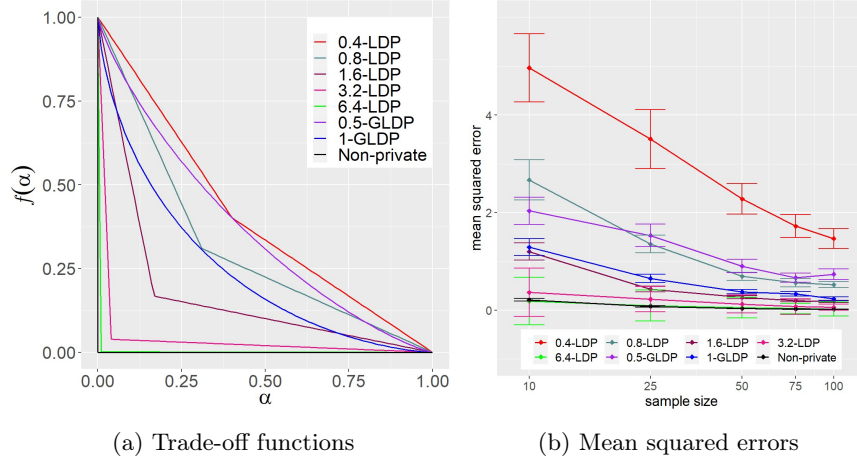 1.00
0.75
0.50
0.25
0.00
f(α)
0.4-LDP
0.8-LDP
1.6-LDP
3.2-LDP
6.4-LDP
0.5-GLDP
1-GLDP
Non-private
0.00 0.25 0.50 0.75 1.00
α
(a) Trade-off functions
4
2
0
mean squared error
0.4-LDP 0.8-LDP 1.6-LDP 3.2-LDP
6.4-LDP 0.5-GLDP 1-GLDP Non-private
10 25 50 75 100
sample size
(b) Mean squared errors